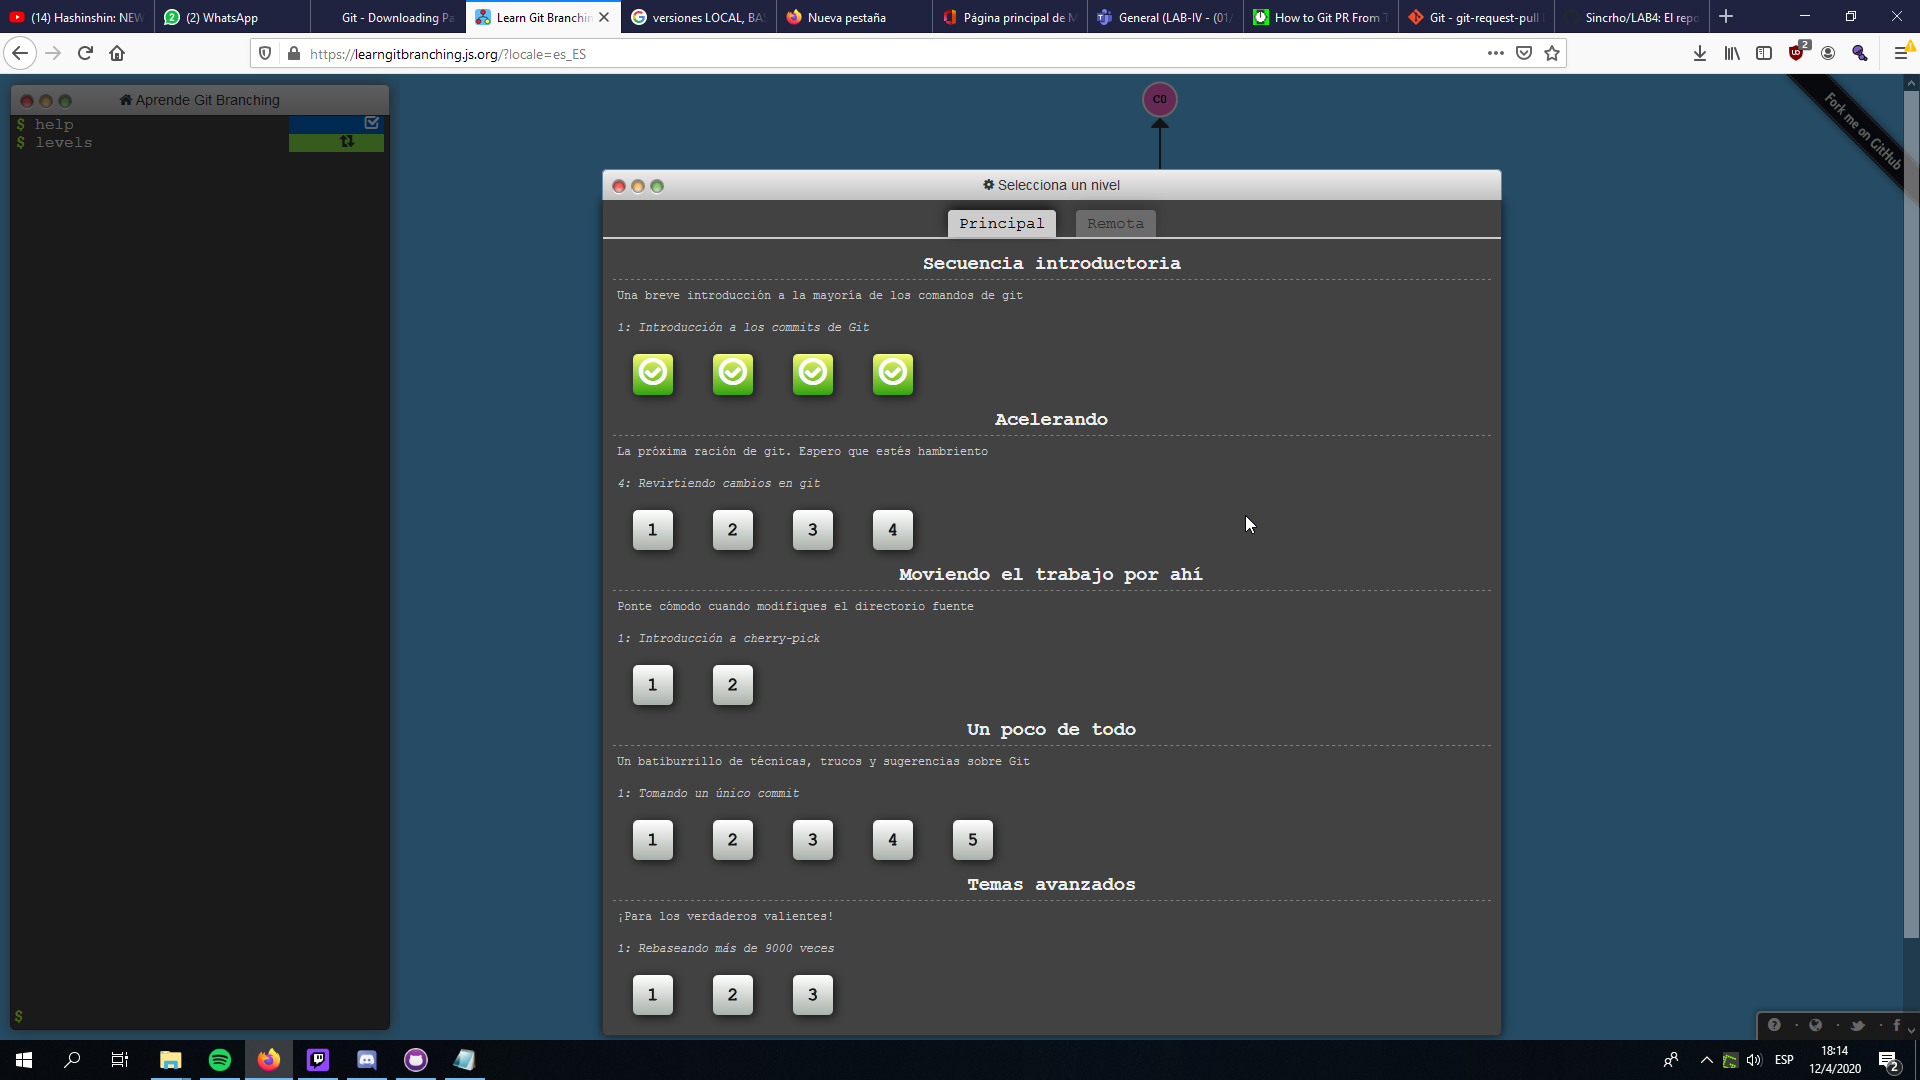 (14) Hashinshin: NEW
(2) WhatsApp
Git - Downloading Pa
Learn Git Branchin
versiones LOCAL, BA
Nueva pestaña
Página principal de M
General (LAB-IV - (01/
How to Git PR From T
Git - git-request-pull
Sincrho/LAB4: El repo
https://learngitbranching.js.org/?locale=es_ES
2
Aprende Git Branching
$ help
$ levels
$
C0
Fork me on GitHub
Selecciona un nivel
Principal
Remota
Secuencia introductoria
Una breve introducción a la mayoría de los comandos de git
1: Introducción a los commits de Git
Acelerando
La próxima ración de git. Espero que estés hambriento
4: Revirtiendo cambios en git
1 2 3 4
Moviendo el trabajo por ahí
Ponte cómodo cuando modifiques el directorio fuente
1: Introducción a cherry-pick
1 2
Un poco de todo
Un batiburrillo de técnicas, trucos y sugerencias sobre Git
1: Tomando un único commit
1 2 3 4 5
Temas avanzados
¡Para los verdaderos valientes!
1: Rebaseando más de 9000 veces
1 2 3
ESP
18:14
12/4/2020
2